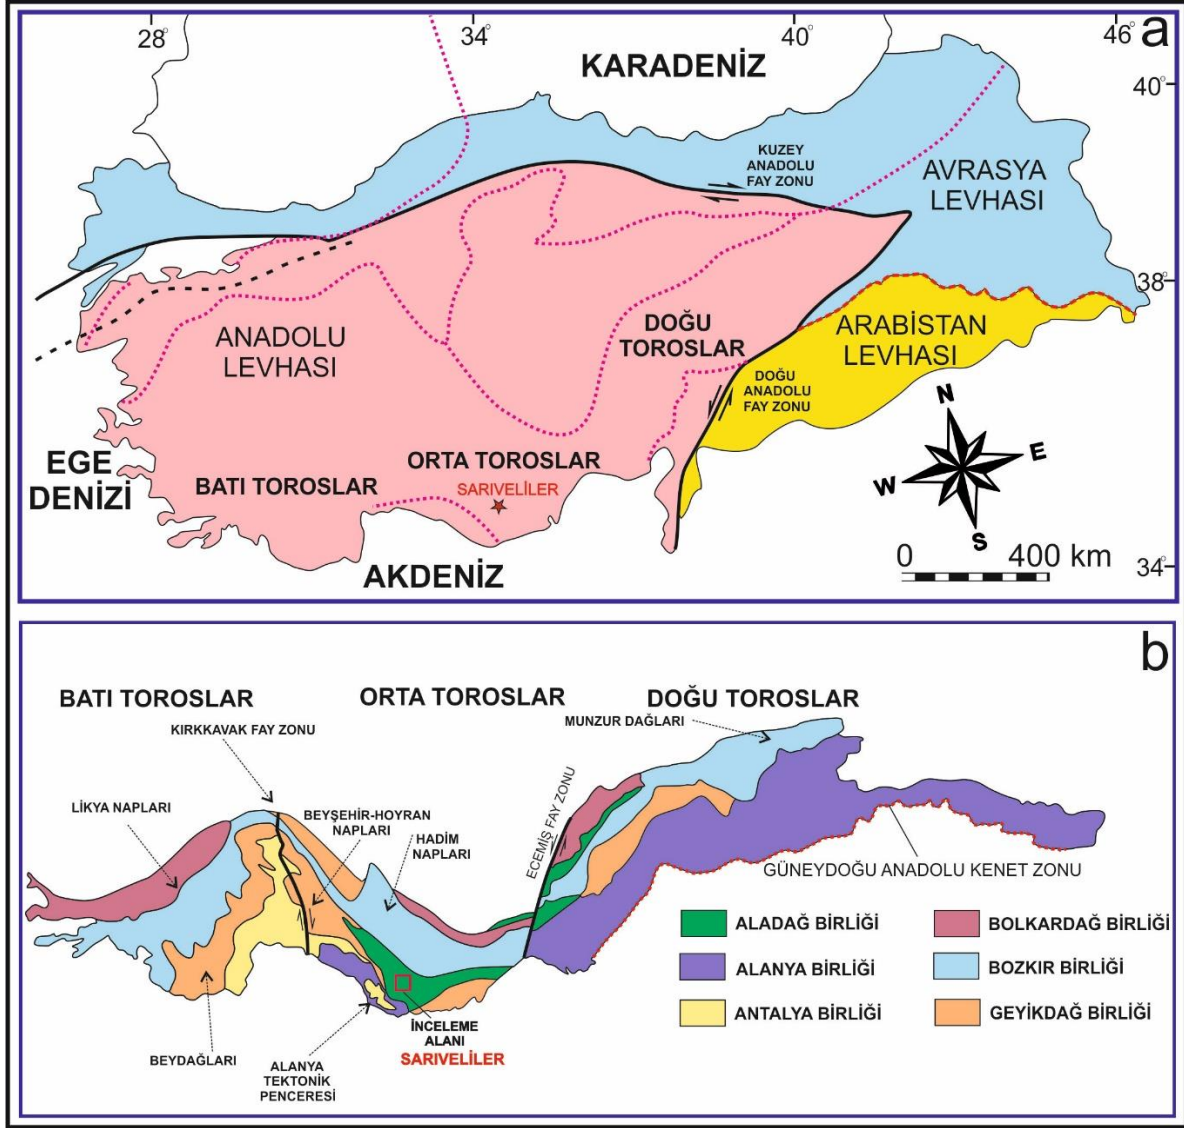 28°
34°
40°
46°
a
KARADENİZ
40°
KUZEY
ANADOLU
FAY ZONU
AVRASYA
LEVHASI
38°
ANADOLU
LEVHASI
DOĞU
TOROSLAR
ARABİSTAN
LEVHASI
DOĞU
ANADOLU
FAY ZONU
N
E
W
S
EGE
DENİZİ
ORTA TOROSLAR
BATI TOROSLAR
SARIVELİLER
AKDENİZ
0 400 km
34°
b
BATI TOROSLAR
ORTA TOROSLAR
DOĞU TOROSLAR
MUNZUR DAĞLARI
KIRKKAVAK FAY ZONU
LİKYA NAPLARI
BEYŞEHİR-HOYRAN
NAPLARI
HADİM
NAPLARI
ECEMİŞ FAY ZONU
GÜNEYDOĞU ANADOLU KENET ZONU
ALADAĞ BİRLİĞİ
BOLKARDAĞ BİRLİĞİ
ALANYA BİRLİĞİ
BOZKIR BİRLİĞİ
ANTALYA BİRLİĞİ
GEYİKDAĞ BİRLİĞİ
BEYDAĞLARI
ALANYA
TEKTONİK
PENCERESİ
İNCELEME
ALANI
SARIVELİLER